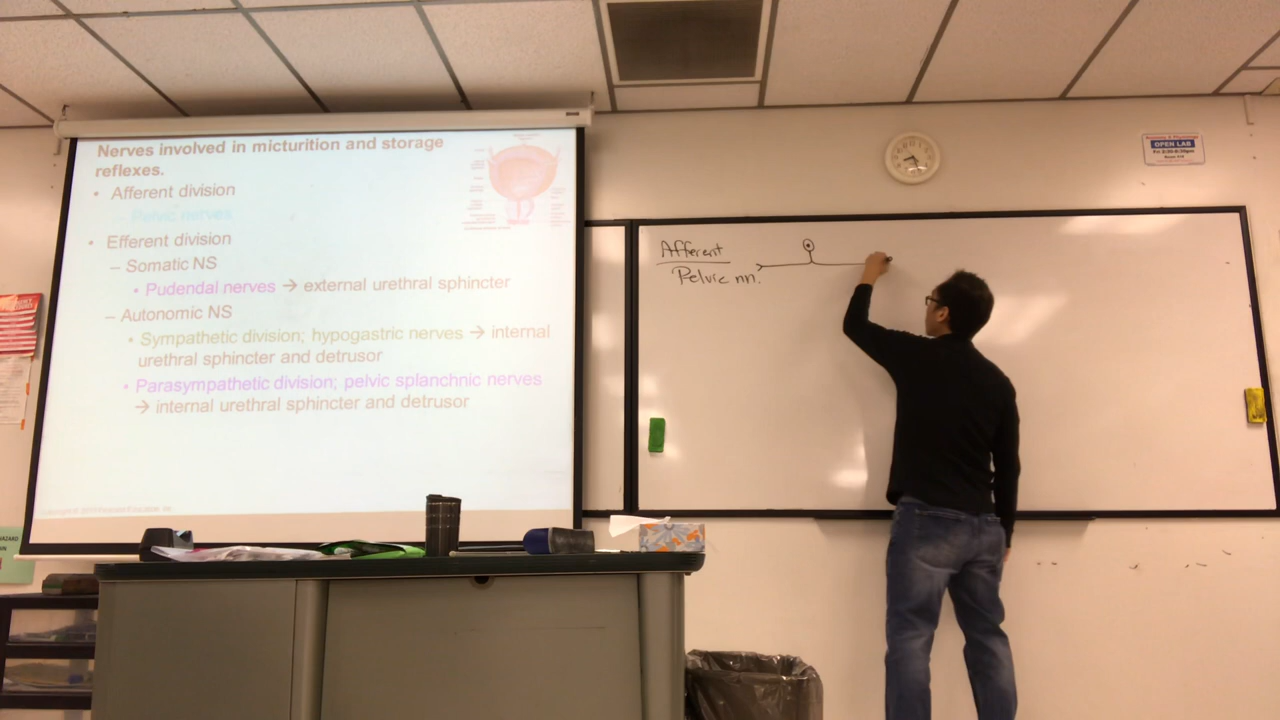 Nerves involved in micturition and storage
reflexes.
• Afferent division
– Pelvic nerves
• Efferent division
– Somatic NS
• Pudendal nerves → external urethral sphincter
– Autonomic NS
• Sympathetic division; hypogastric nerves → internal
urethral sphincter and detrusor
• Parasympathetic division; pelvic splanchnic nerves
→ internal urethral sphincter and detrusor
Afferent
Pelvic nn.
Anatomy & Physiology
OPEN LAB